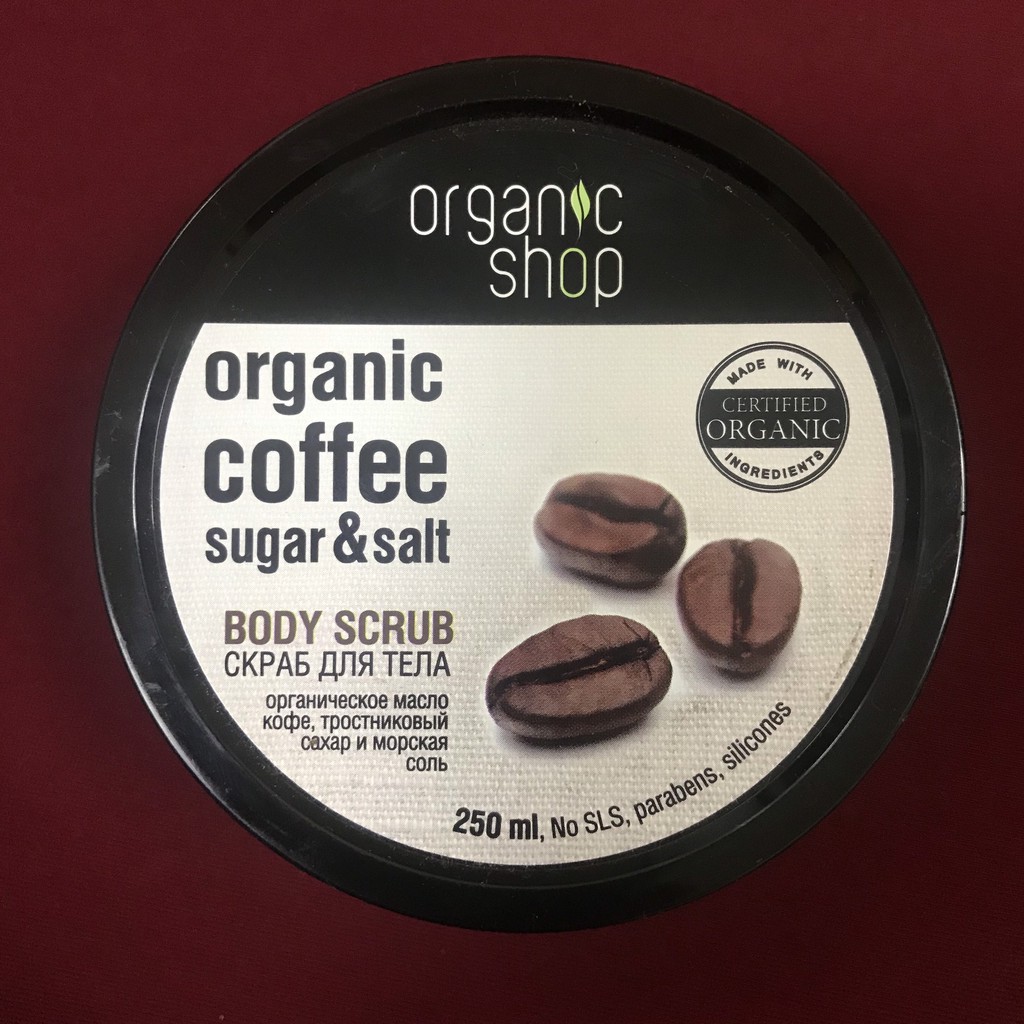 organic
shop
organic
coffee
sugar & salt
MADE WITH
CERTIFIED
ORGANIC
INGREDIENTS
BODY SCRUB
СКРАБ ДЛЯ ТЕЛА
органическое масло
кофе, тростниковый
сахар и морская
соль
250 ml, No SLS, parabens, silicones